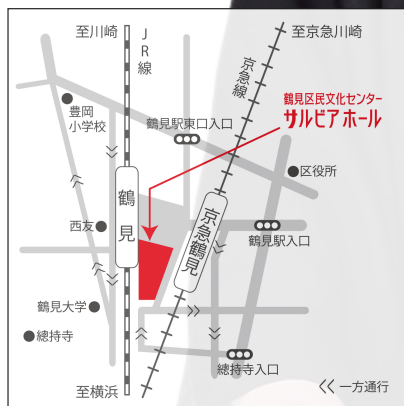 至川崎
JR線
至京急川崎
京急線
豊岡
小学校
鶴見駅東口入口
鶴見区民文化センター
サルビアホール
区役所
鶴見
西友
京急鶴見
鶴見駅入口
鶴見大学
總持寺
總持寺入口
至横浜
一方通行